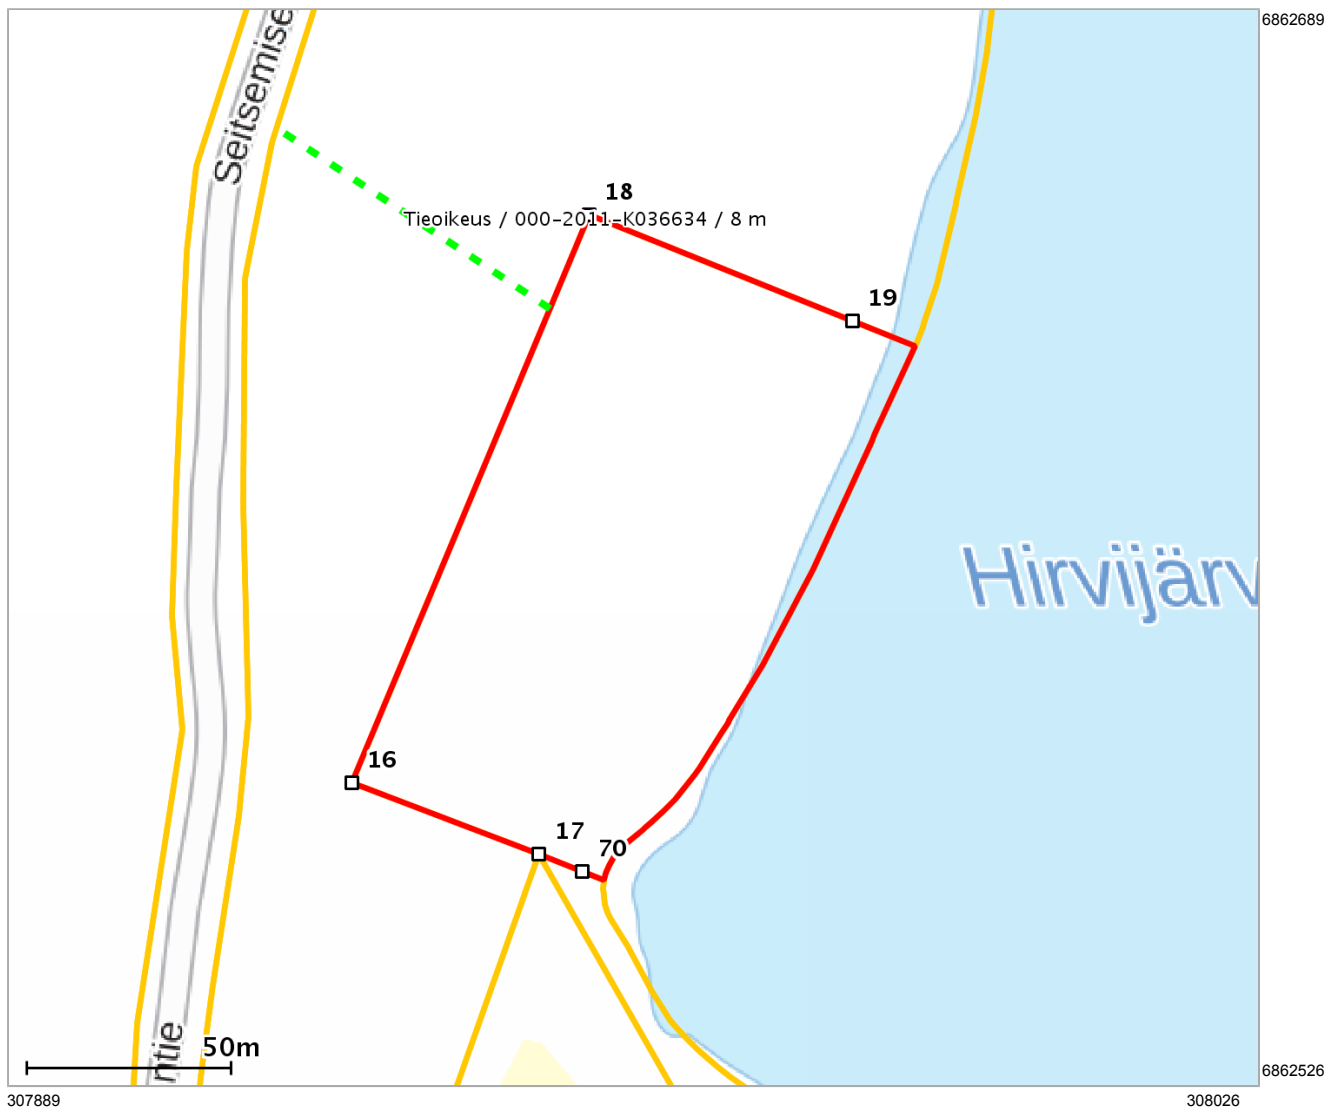 6862689
Seitsemise
18
Tieoikeus / 000-2011-K036634 / 8 m
19
Hirvijärv
16
17
70
ntie
50m
6862526
307889
308026